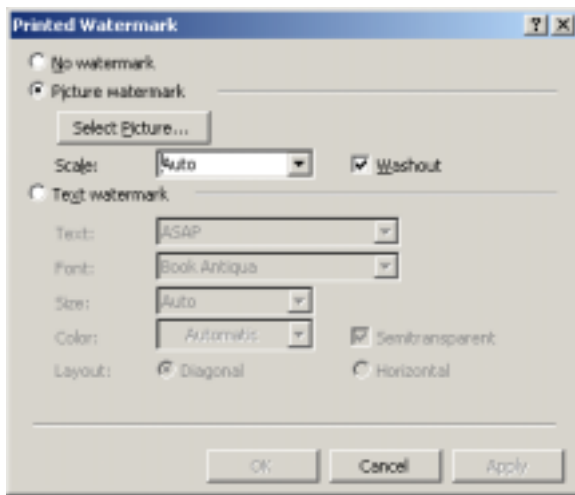 Printed Watermark
No watermark
Picture watermark
Select Picture...
Scale: Auto Washout
Text watermark
Text: ASAP
Font: Book Antiqua
Size: Auto
Color: Automatic Semitransparent
Layout: Diagonal Horizontal
OK Cancel Apply